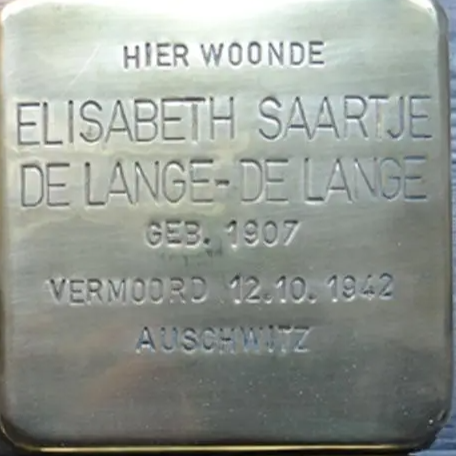 HIER WOONDE
ELISABETH SAARTJE
DE LANGE-DE LANGE
GEB. 1907
VERMOORD 12.10.1942
AUSCHWITZ